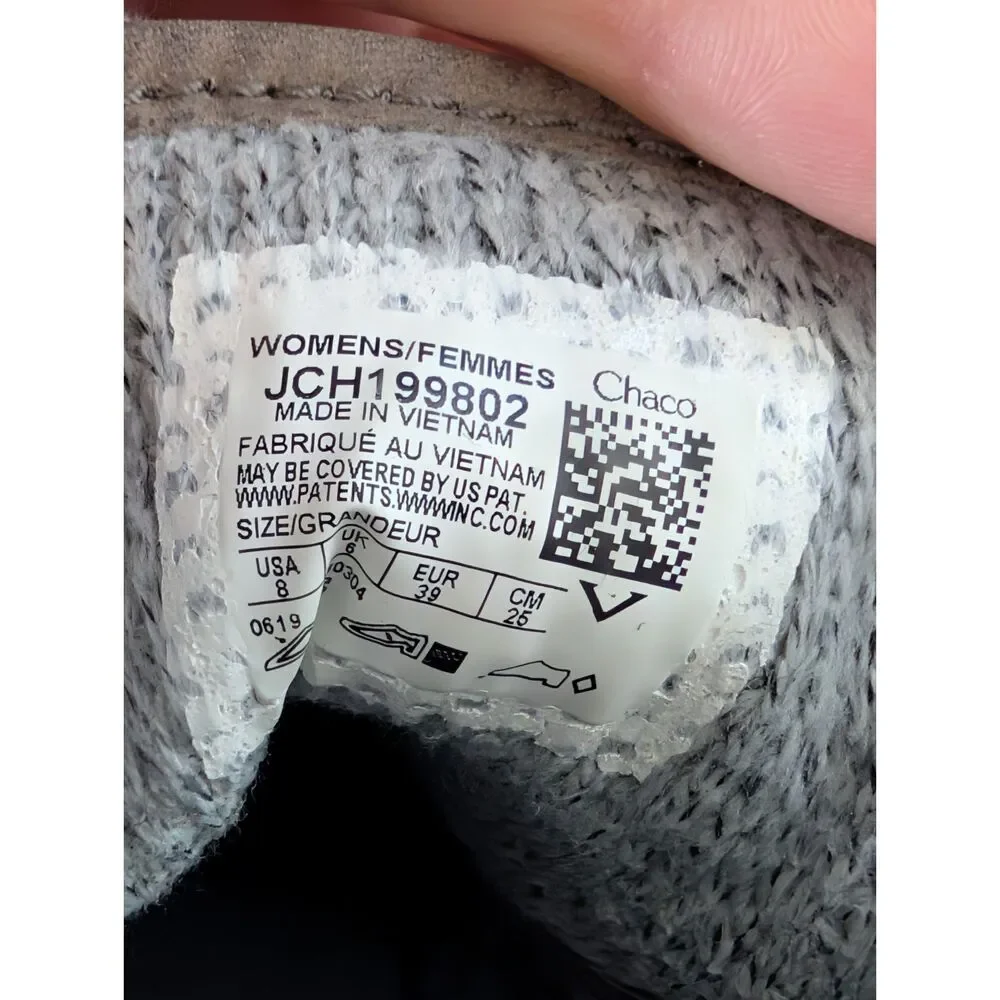 WOMENS/FEMMES
JCH199802
MADE IN VIETNAM
FABRIQUÉ AU VIETNAM
MAY BE COVERED BY US PAT.
WWW.PATENTS.WWWINC.COM
SIZE/GRANDEUR
USA UK EUR CM
8 6 39 25
0619 0304
Chaco
V